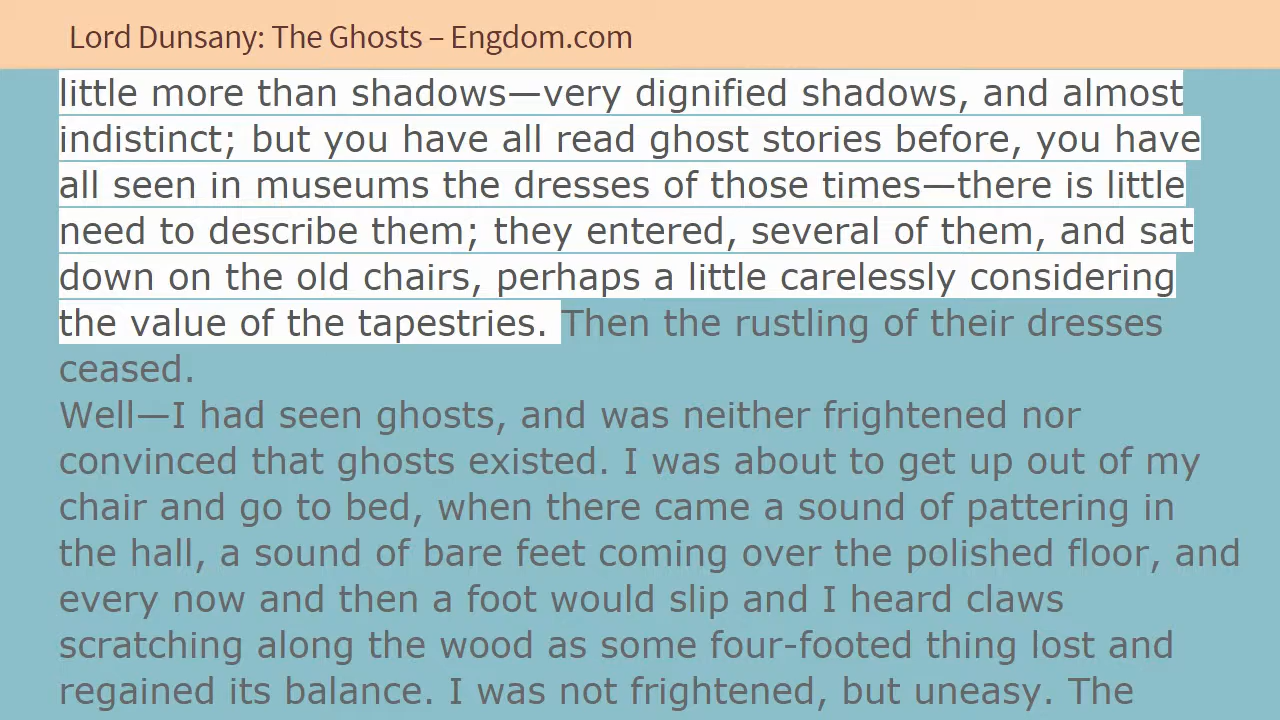 Lord Dunsany: The Ghosts – Engdom.com
little more than shadows—very dignified shadows, and almost
indistinct; but you have all read ghost stories before, you have
all seen in museums the dresses of those times—there is little
need to describe them; they entered, several of them, and sat
down on the old chairs, perhaps a little carelessly considering
the value of the tapestries. Then the rustling of their dresses
ceased.
Well—I had seen ghosts, and was neither frightened nor
convinced that ghosts existed. I was about to get up out of my
chair and go to bed, when there came a sound of pattering in
the hall, a sound of bare feet coming over the polished floor, and
every now and then a foot would slip and I heard claws
scratching along the wood as some four-footed thing lost and
regained its balance. I was not frightened, but uneasy. The